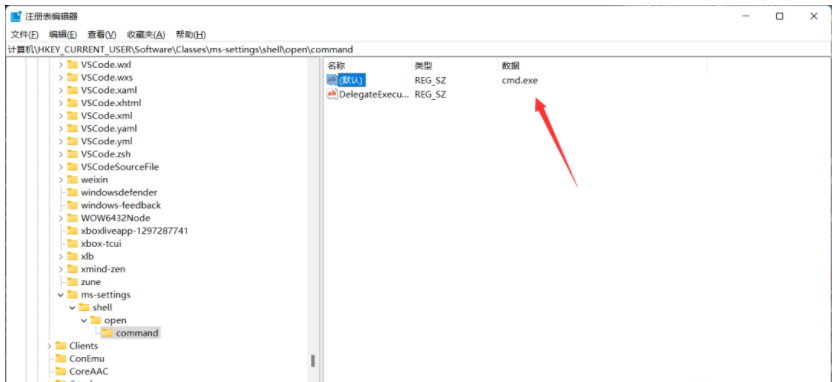 注册表编辑器
文件(F) 编辑(E) 查看(V) 收藏夹(A) 帮助(H)
计算机\HKEY_CURRENT_USER\Software\Classes\ms-settings\shell\open\command
VSCode.wxl
VSCode.wxs
VSCode.xaml
VSCode.xhtml
VSCode.xml
VSCode.yaml
VSCode.yml
VSCode.zsh
VSCodeSourceFile
weixin
windowsdefender
windows-feedback
WOW6432Node
xboxliveapp-1297287741
xbox-tcui
xlb
xmind-zen
zune
ms-settings
shell
open
command
Clients
ConEmu
CoreAAC
名称 类型 数据
(默认) REG_SZ cmd.exe
DelegateExecu... REG_SZ